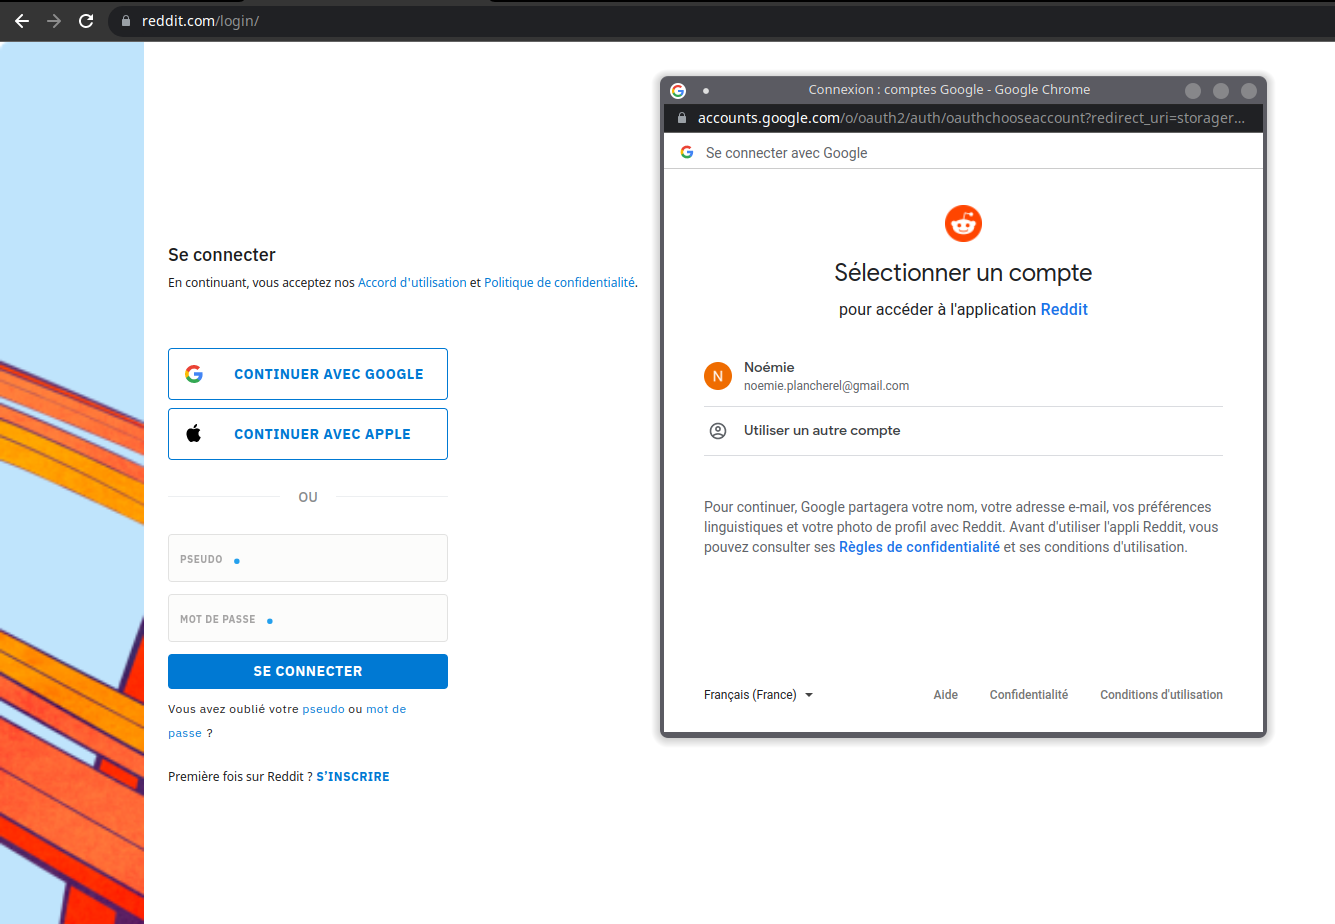 reddit.com/login/
Se connecter
En continuant, vous acceptez nos Accord d'utilisation et Politique de confidentialité.
CONTINUER AVEC GOOGLE
CONTINUER AVEC APPLE
OU
PSEUDO
MOT DE PASSE
SE CONNECTER
Vous avez oublié votre pseudo ou mot de
passe ?
Première fois sur Reddit ? S'INSCRIRE
Connexion : comptes Google - Google Chrome
accounts.google.com/o/oauth2/auth/oauthchooseaccount?redirect_uri=storager...
Se connecter avec Google
Sélectionner un compte
pour accéder à l'application Reddit
N
Noémie
noemie.plancherel@gmail.com
Utiliser un autre compte
Pour continuer, Google partagera votre nom, votre adresse e-mail, vos préférences
linguistiques et votre photo de profil avec Reddit. Avant d'utiliser l'appli Reddit, vous
pouvez consulter ses Règles de confidentialité et ses conditions d'utilisation.
Français (France)
Aide
Confidentialité
Conditions d'utilisation